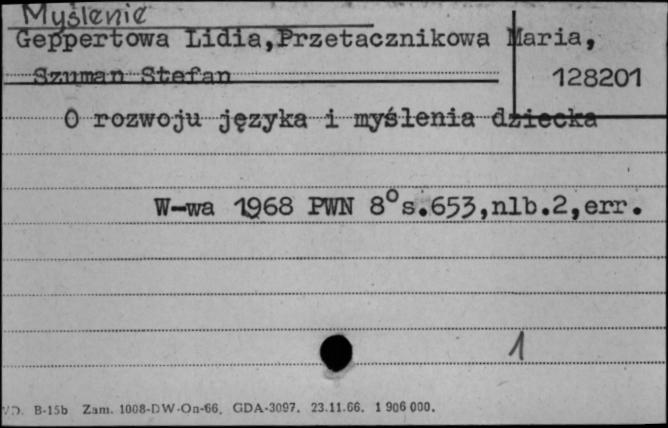 Myślenie
Geppertowa Lidia,Przetacznikowa Maria,
Szuman Stefan
128201
O rozwoju języka i myślenia dziecka
W-wa 1968 PWN 8° s.653,nlb.2,err.
1
B-15b Zam. 1008-DW-On-66. GDA-3097. 23.11.66. 1 906 000.